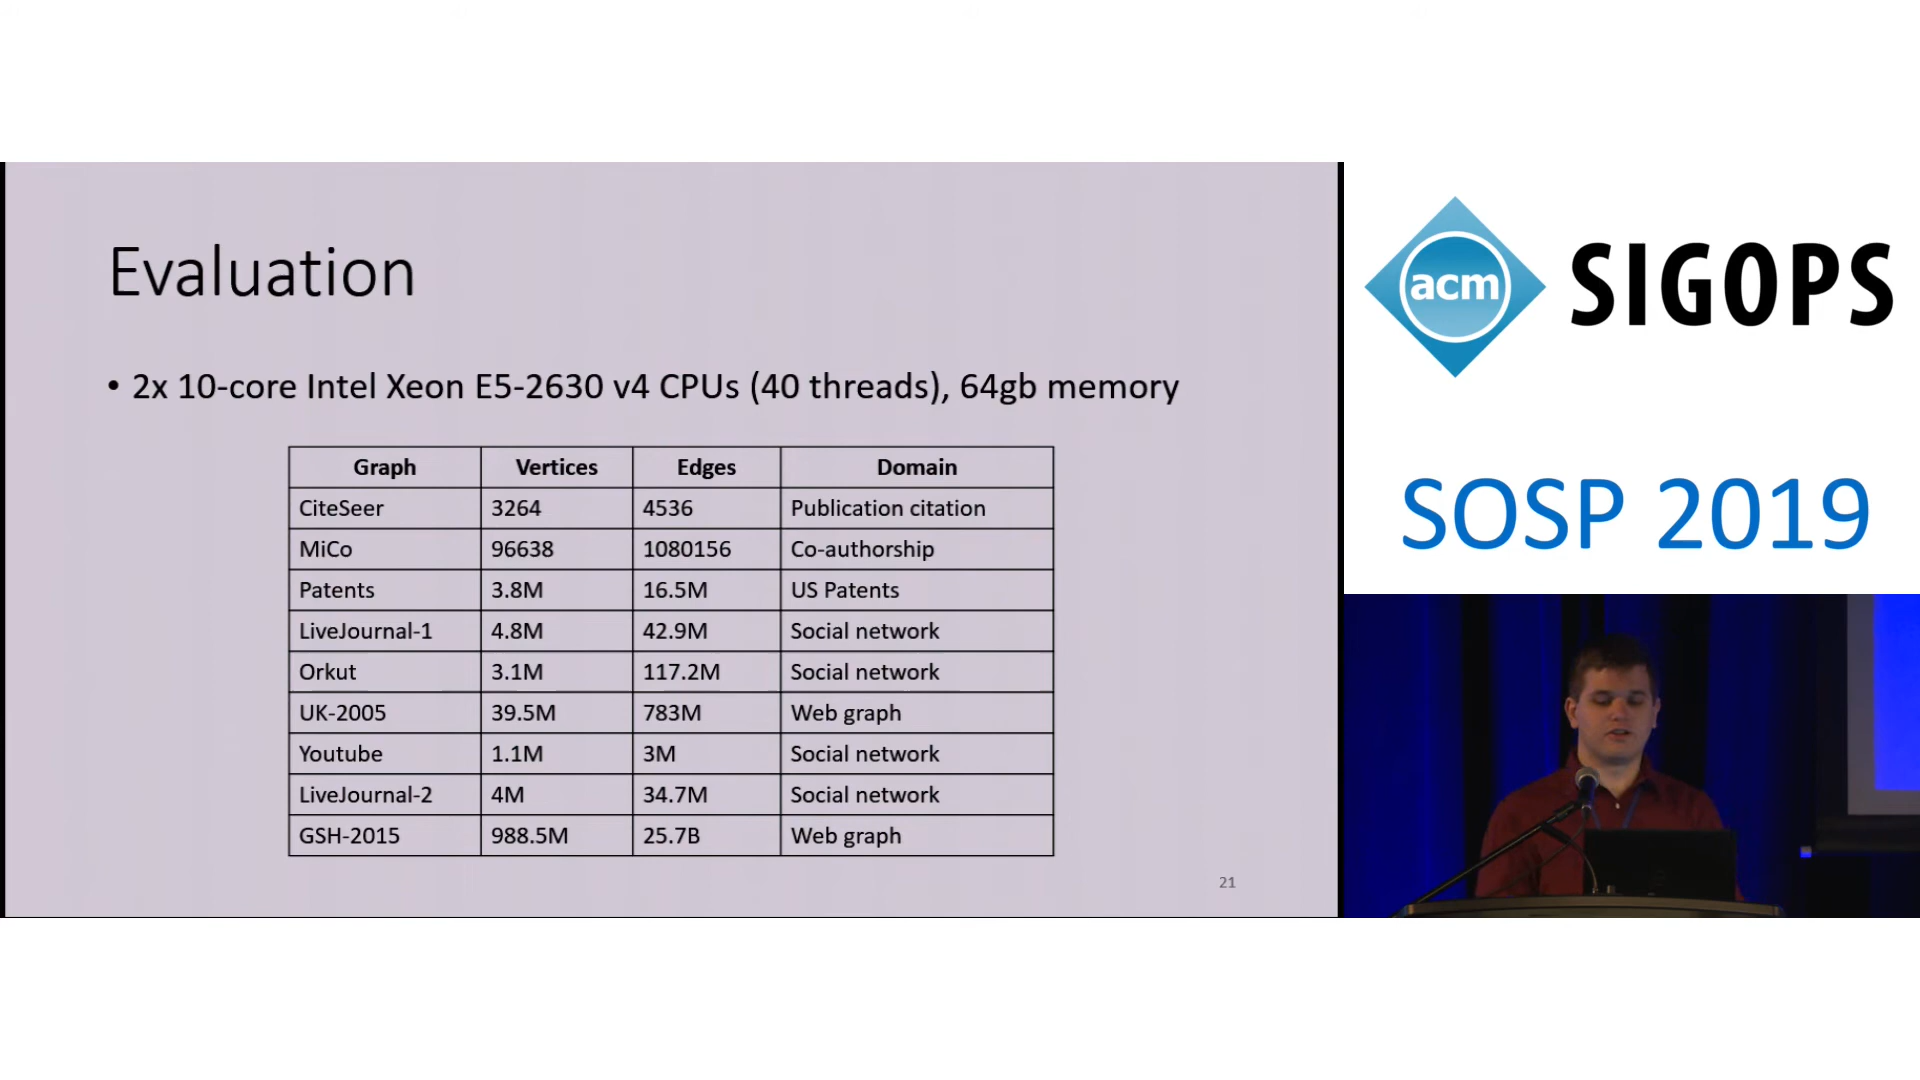 Evaluation
• 2x 10-core Intel Xeon E5-2630 v4 CPUs (40 threads), 64gb memory
Graph Vertices Edges Domain
CiteSeer 3264 4536 Publication citation
MiCo 96638 1080156 Co-authorship
Patents 3.8M 16.5M US Patents
LiveJournal-1 4.8M 42.9M Social network
Orkut 3.1M 117.2M Social network
UK-2005 39.5M 783M Web graph
Youtube 1.1M 3M Social network
LiveJournal-2 4M 34.7M Social network
GSH-2015 988.5M 25.7B Web graph
21
acm SIGOPS
SOSP 2019